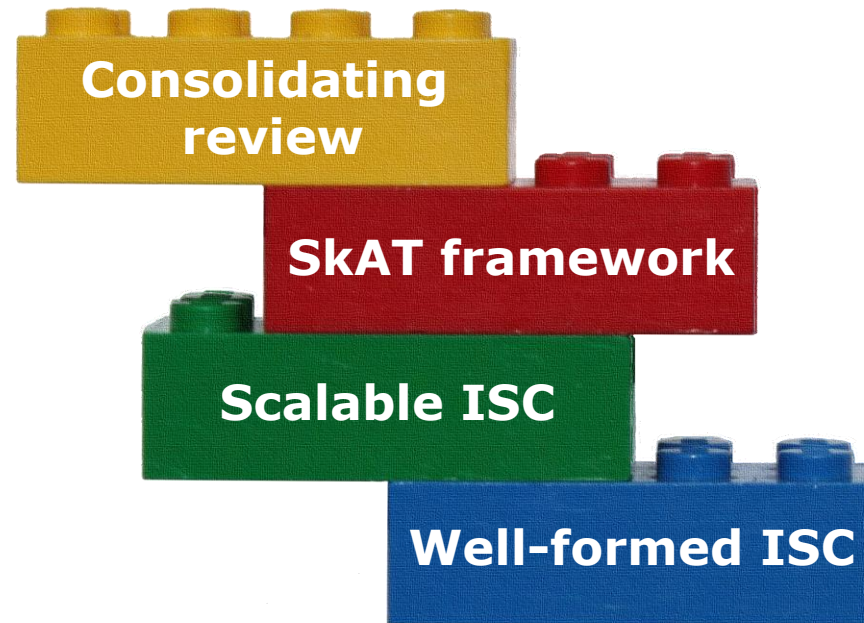 Consolidating
review
SkAT framework
Scalable ISC
Well-formed ISC